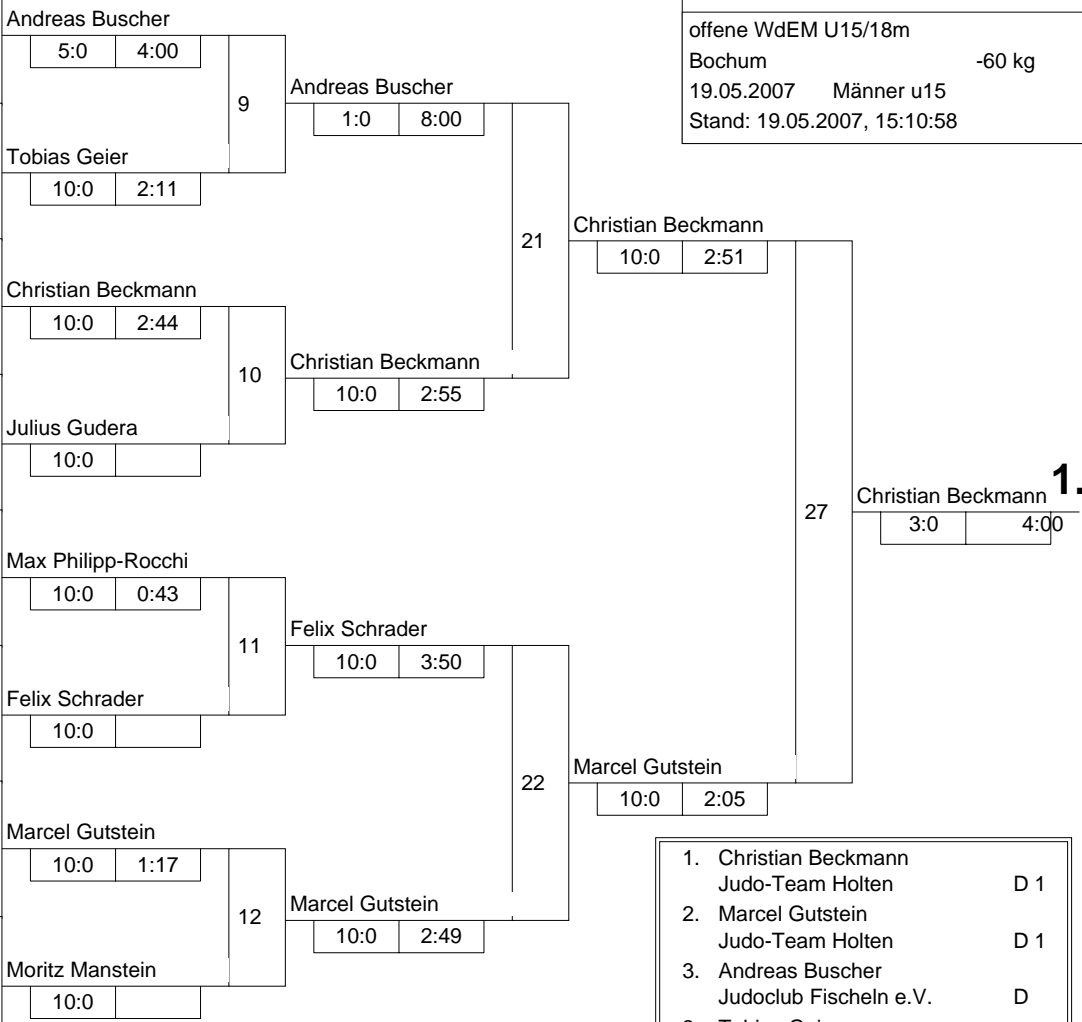 offene WdEM U15/18m
Bochum -60 kg
19.05.2007 Männer u15
Stand: 19.05.2007, 15:10:58
Andreas Buscher
5:0 4:00
9
Tobias Geier
10:0 2:11
Christian Beckmann
10:0 2:44
10
Julius Gudera
10:0
Max Philipp-Rocchi
10:0 0:43
11
Felix Schrader
10:0
Marcel Gutstein
10:0 1:17
12
Moritz Manstein
10:0
Andreas Buscher
1:0 8:00
21
Christian Beckmann
10:0 2:55
Felix Schrader
10:0 3:50
22
Marcel Gutstein
10:0 2:49
Christian Beckmann
10:0 2:51
27
Marcel Gutstein
10:0 2:05
Christian Beckmann 1.
3:0 4:00
1. Christian Beckmann
Judo-Team Holten D 1
2. Marcel Gutstein
Judo-Team Holten D 1
3. Andreas Buscher
Judoclub Fischeln e.V. D